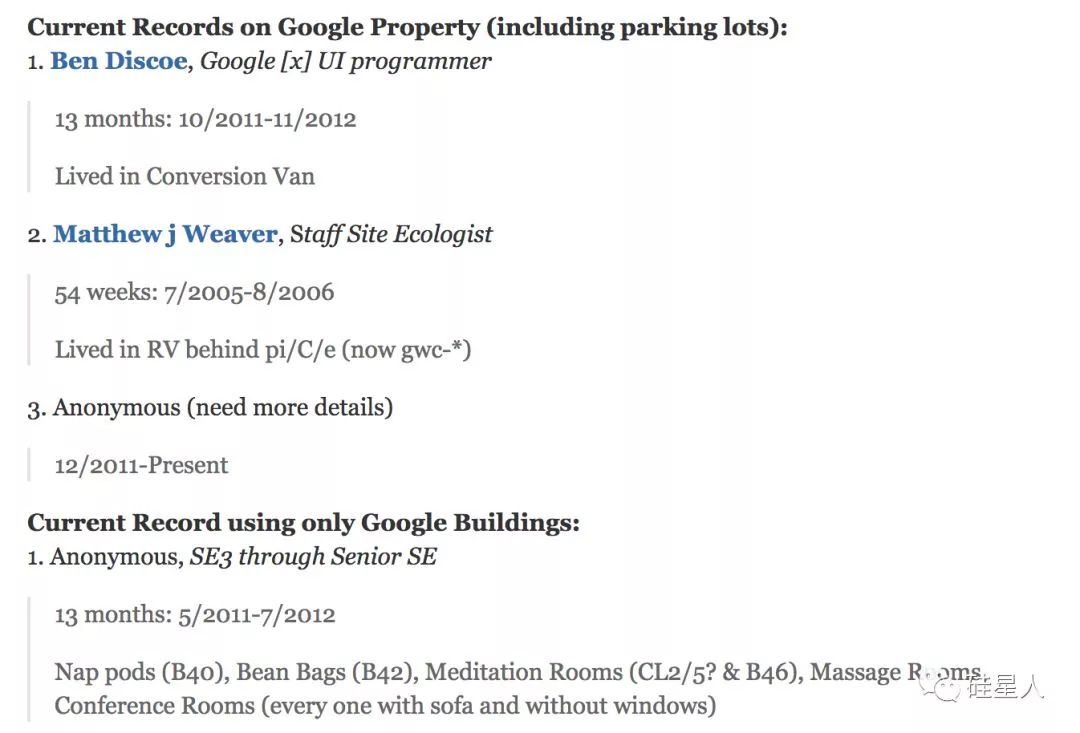 Current Records on Google Property (including parking lots):
1. Ben Discoe, Google [x] UI programmer
13 months: 10/2011-11/2012
Lived in Conversion Van
2. Matthew j Weaver, Staff Site Ecologist
54 weeks: 7/2005-8/2006
Lived in RV behind pi/C/e (now gwc-*)
3. Anonymous (need more details)
12/2011-Present
Current Record using only Google Buildings:
1. Anonymous, SE3 through Senior SE
13 months: 5/2011-7/2012
Nap pods (B40), Bean Bags (B42), Meditation Rooms (CL2/5? & B46), Massage Rooms,
Conference Rooms (every one with sofa and without windows)
硅星人